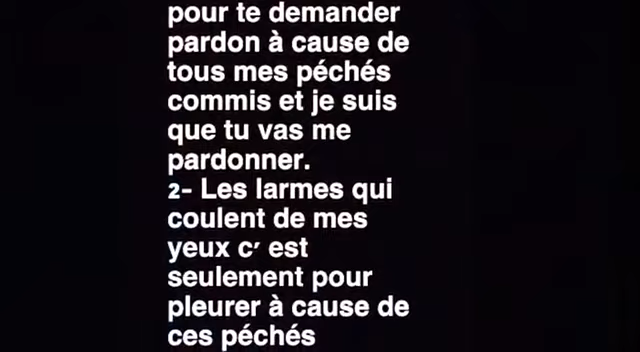 pour te demander
pardon à cause de
tous mes péchés
commis et je suis
que tu vas me
pardonner.
2- Les larmes qui
coulent de mes
yeux c' est
seulement pour
pleurer à cause de
ces péchés